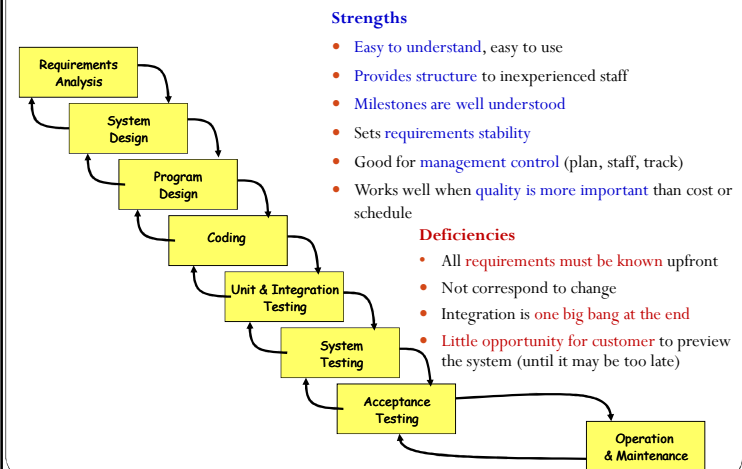 Strengths
Easy to understand, easy to use
Provides structure to inexperienced staff
Milestones are well understood
Sets requirements stability
Good for management control (plan, staff, track)
Works well when quality is more important than cost or
schedule
Deficiencies
All requirements must be known upfront
Not correspond to change
Integration is one big bang at the end
Little opportunity for customer to preview
the system (until it may be too late)
Requirements
Analysis
System
Design
Program
Design
Coding
Unit & Integration
Testing
System
Testing
Acceptance
Testing
Operation
& Maintenance